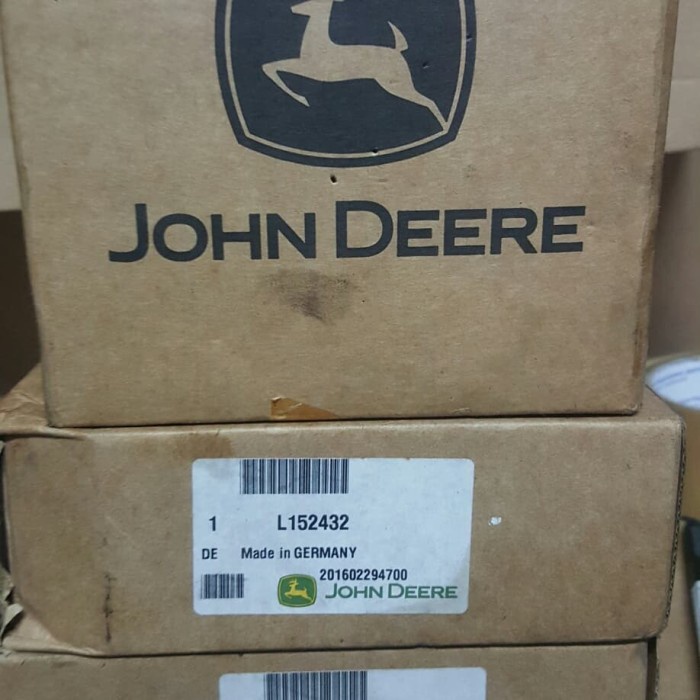 JOHN DEERE
1 L152432
DE Made in GERMANY
201602294700
JOHN DEERE